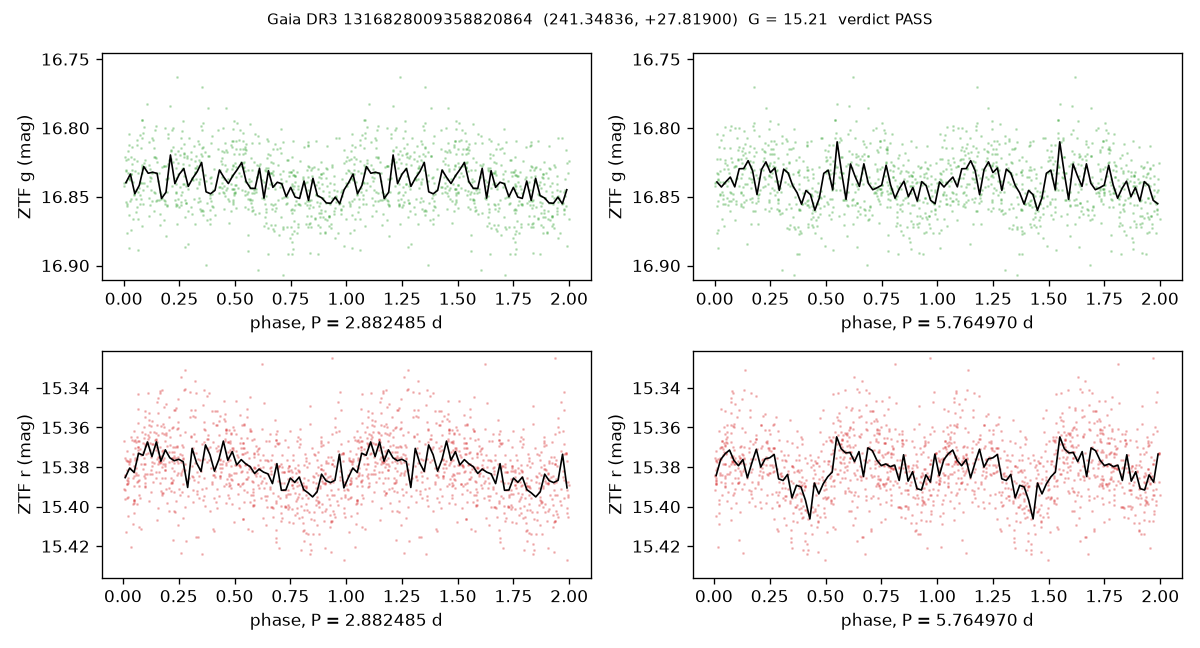 Gaia DR3 1316828009358820864 (241.34836, +27.81900) G = 15.21 verdict PASS
16.75
16.80
16.85
16.90
ZTF g (mag)
0.00 0.25 0.50 0.75 1.00 1.25 1.50 1.75 2.00
phase, P = 2.882485 d
16.75
16.80
16.85
16.90
ZTF g (mag)
0.00 0.25 0.50 0.75 1.00 1.25 1.50 1.75 2.00
phase, P = 5.764970 d
15.34
15.36
15.38
15.40
15.42
ZTF r (mag)
0.00 0.25 0.50 0.75 1.00 1.25 1.50 1.75 2.00
phase, P = 2.882485 d
15.34
15.36
15.38
15.40
15.42
ZTF r (mag)
0.00 0.25 0.50 0.75 1.00 1.25 1.50 1.75 2.00
phase, P = 5.764970 d